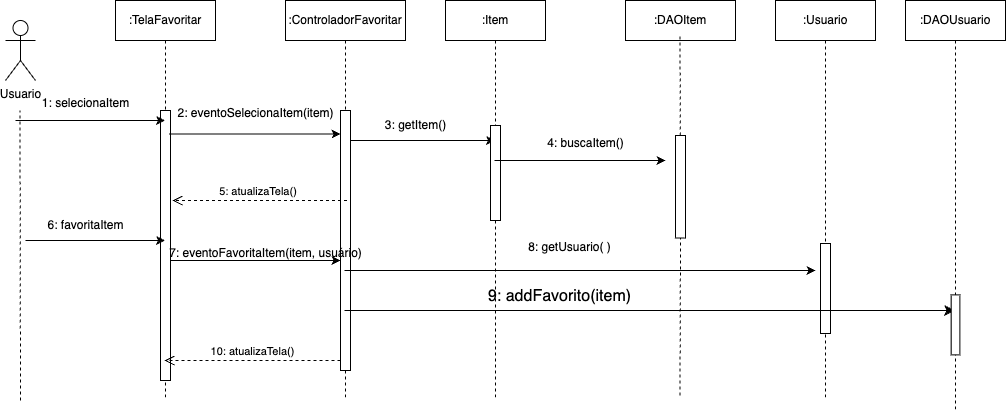 :TelaFavoritar
:ControladorFavoritar
:Item
:DAOItem
:Usuario
:DAOUsuario
Usuario
1: selecionaItem
2: eventoSelecionaItem(item)
3: getItem()
4: buscaItem()
5: atualizaTela()
6: favoritaItem
7: eventoFavoritaItem(item, usuário)
8: getUsuario( )
9: addFavorito(item)
10: atualizaTela()